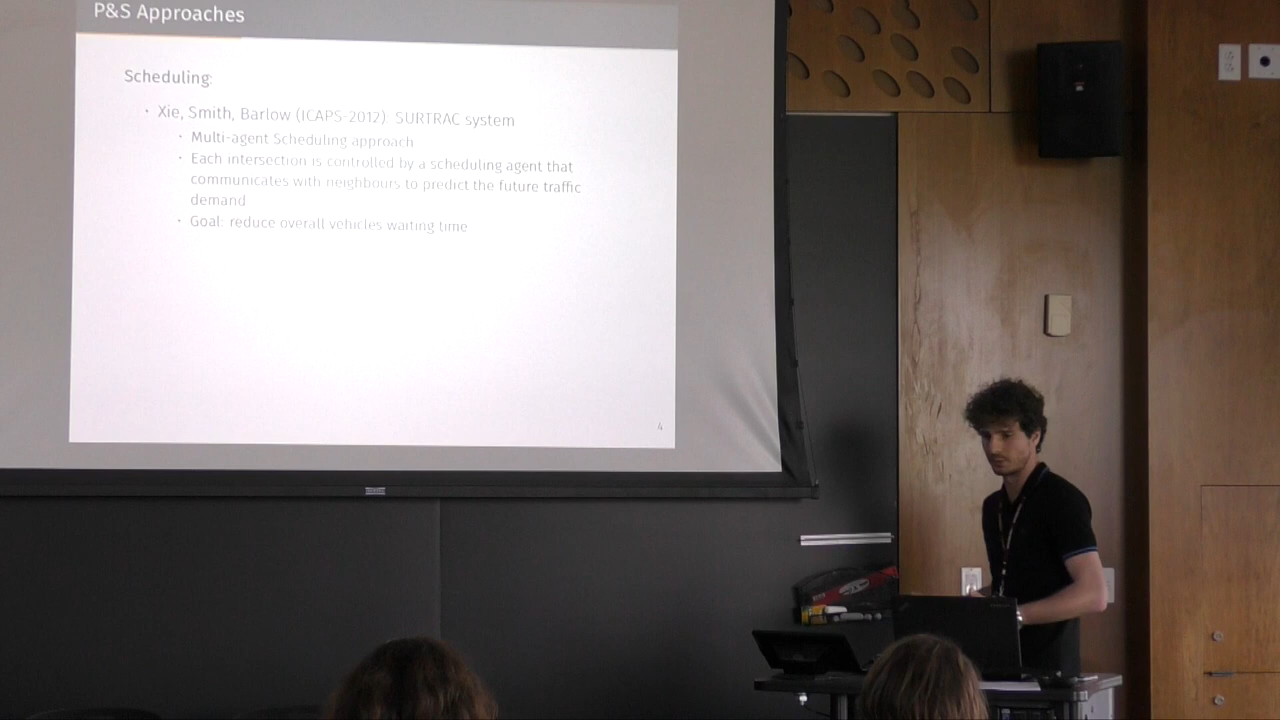 P&S Approaches
Scheduling:
· Xie, Smith, Barlow (ICAPS-2012): SURTRAC system
· Multi-agent Scheduling approach
· Each intersection is controlled by a scheduling agent that
communicates with neighbours to predict the future traffic
demand
· Goal: reduce overall vehicles waiting time
4